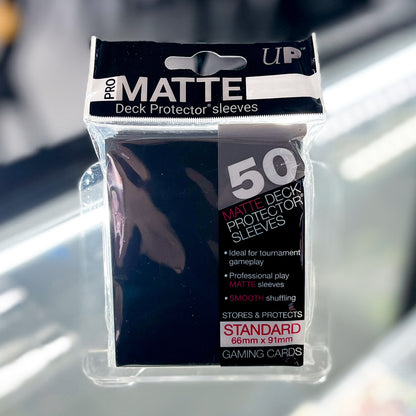 UP™
PRO
MATTE
Deck Protector® sleeves
50
MATTE DECK
PROTECTOR®
SLEEVES
• Ideal for tournament
gameplay
• Professional play
MATTE sleeves
• SMOOTH shuffling
STORES & PROTECTS
STANDARD
66mm x 91mm
GAMING CARDS